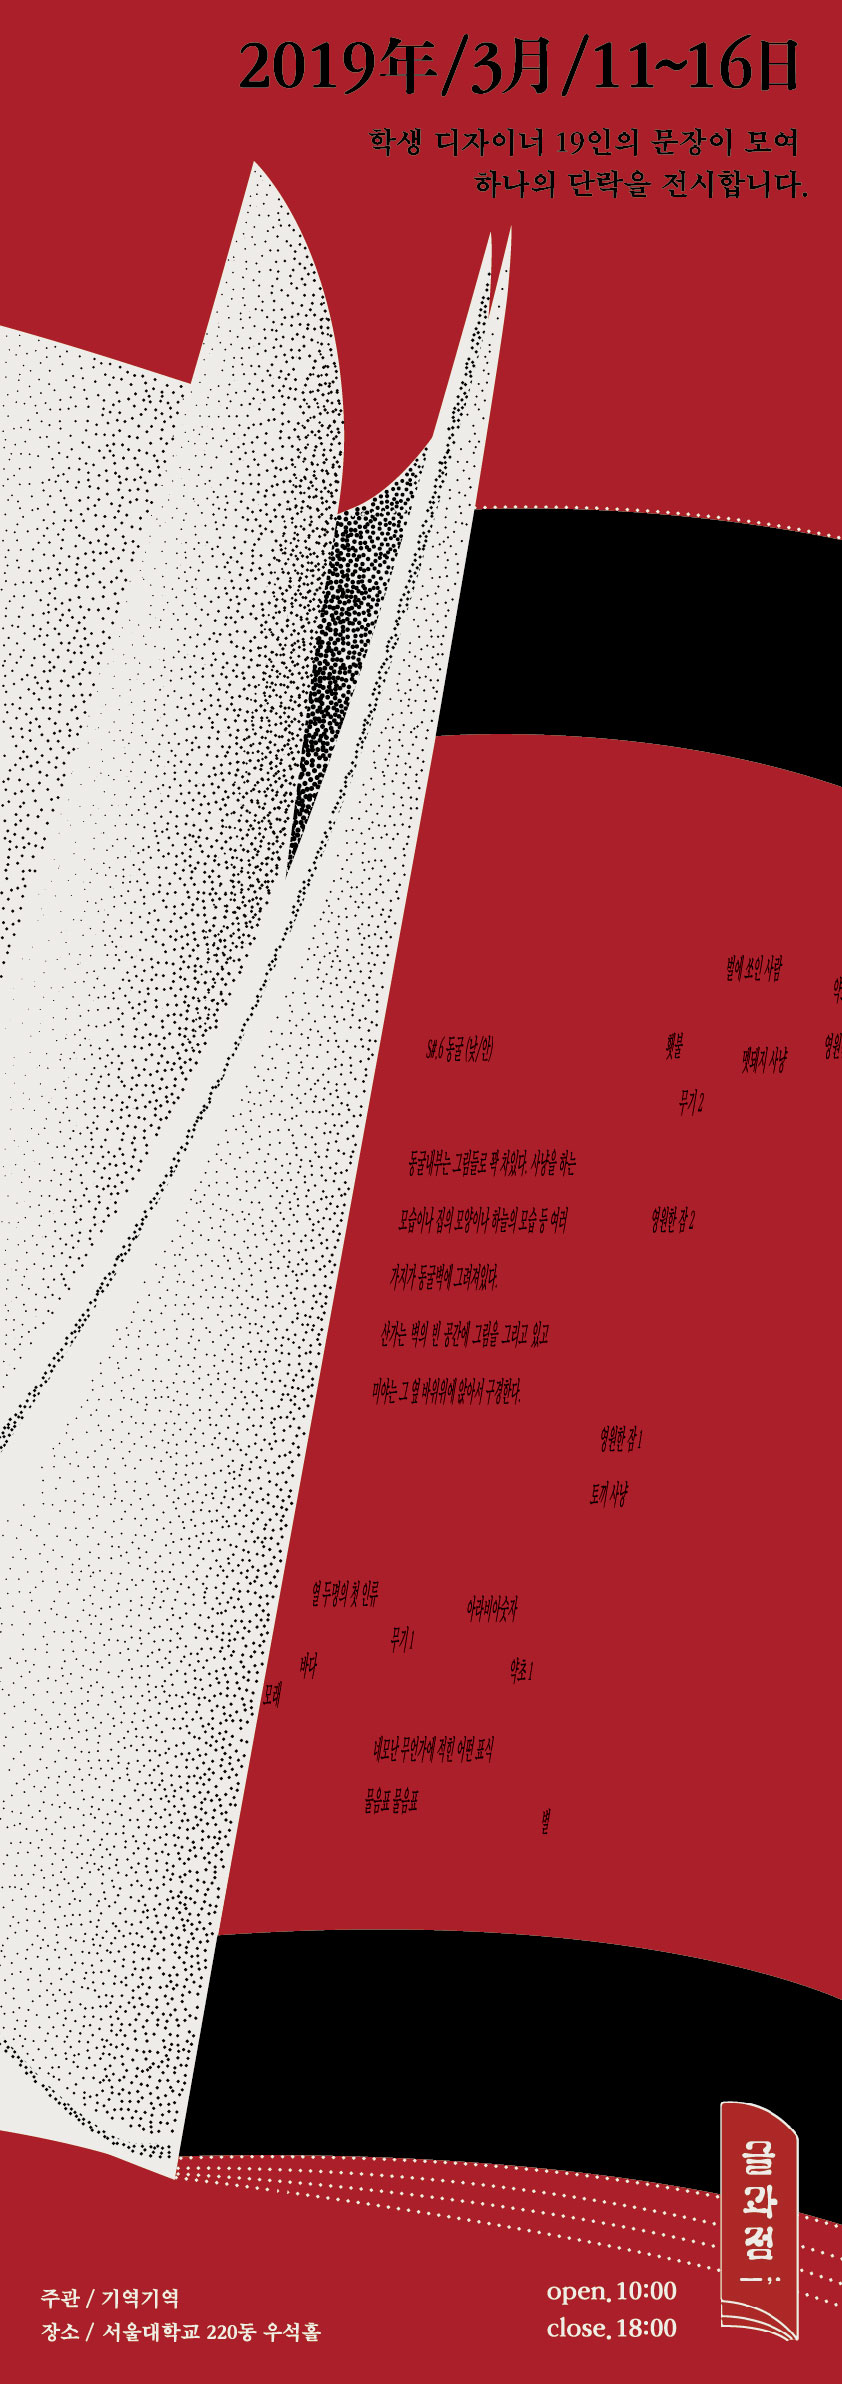 2019年/3月/11~16日
학생 디자이너 19인의 문장이 모여
하나의 단락을 전시합니다.
벌에 쏘인 사람
S#.6 동굴 (낮/안)
횃불
멧돼지 사냥
영원
무기 2
동굴내부는 그림들로 꽉 차있다. 사냥을 하는
모습이나 집의 모양이나 하늘의 모습 등 여러
영원한 잠 2
가지가 동굴벽에 그려져있다.
산가는 벽의 빈 공간에 그림을 그리고 있고
미야는 그 옆 바위위에 앉아서 구경한다.
영원한 잠 1
토끼 사냥
열 두명의 첫 인류
아라비아숫자
무기 1
바다
약초 1
모래
네모난 무언가에 적힌 어떤 표식
물음표 물음표
별
글과점
주관 / 기역기역
장소 / 서울대학교 220동 우석홀
open. 10:00
close. 18:00